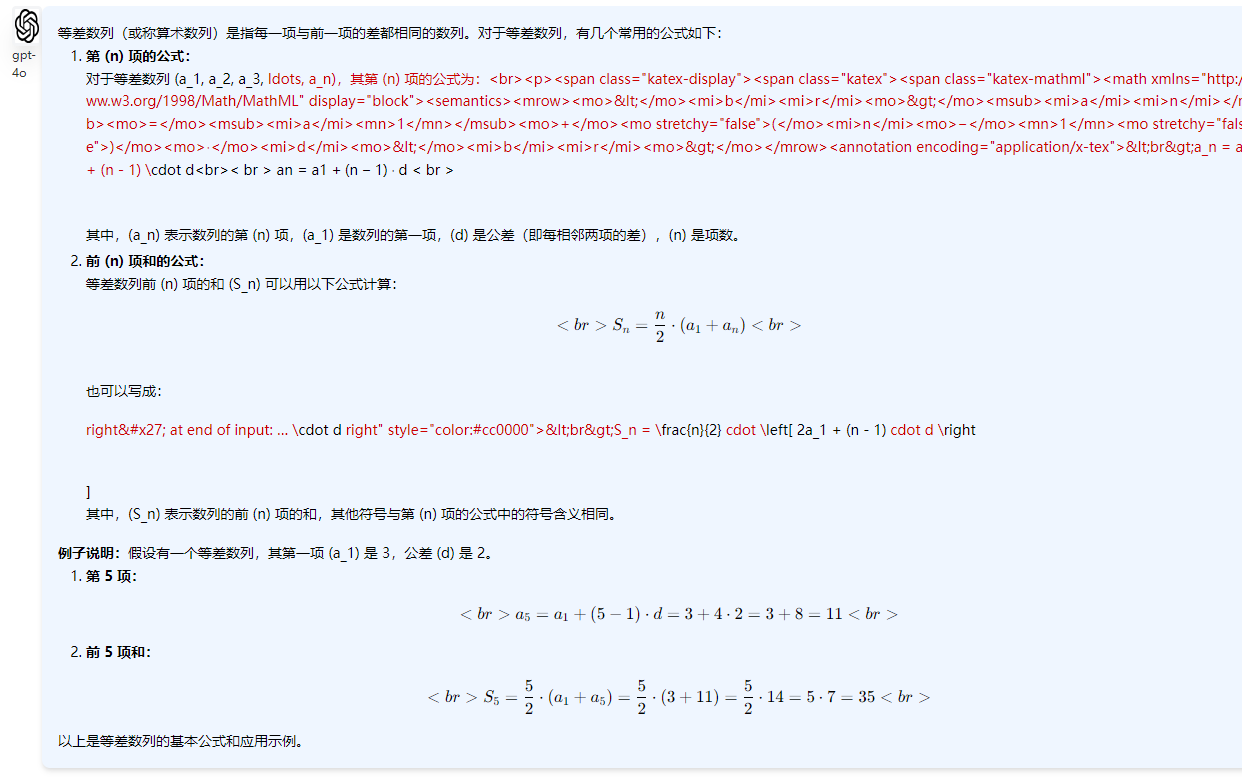 gpt-
4o
等差数列（或称算术数列）是指每一项与前一项的差都相同的数列。对于等差数列，有几个常用的公式如下：
1. 第 (n) 项的公式：
对于等差数列 (a_1, a_2, a_3, ldots, a_n)，其第 (n) 项的公式为：<br><p><span class="katex-display"><span class="katex"><span class="katex-mathml"><math xmlns="http:/
ww.w3.org/1998/Math/MathML" display="block"><semantics><mrow><mo>&lt;</mo><mi>b</mi><mi>r</mi><mo>&gt;</mo><msub><mi>a</mi><mi>n</mi></m
b><mo>=</mo><msub><mi>a</mi><mn>1</mn></msub><mo>+</mo><mo stretchy="false">(</mo><mi>n</mi><mo>−</mo><mn>1</mn><mo stretchy="fals
e">)</mo><mo>⋅</mo><mi>d</mi><mo>&lt;</mo><mi>b</mi><mi>r</mi><mo>&gt;</mo></mrow><annotation encoding="application/x-tex">&lt;br&gt;a_n = a
+ (n - 1) \cdot d<br>< br > an = a1 + (n − 1) ⋅ d < br >
其中，(a_n) 表示数列的第 (n) 项，(a_1) 是数列的第一项，(d) 是公差（即每相邻两项的差）, (n) 是项数。
2. 前 (n) 项和的公式：
等差数列前 (n) 项的和 (S_n) 可以用以下公式计算：
< br > S_n = \frac{n}{2} · (a_1 + a_n) < br >
也可以写成：
right&#x27; at end of input: … \cdot d right" style="color:#cc0000">&lt;br&gt;S_n = \frac{n}{2} cdot \left[ 2a_1 + (n - 1) cdot d \right
]
其中，(S_n) 表示数列的前 (n) 项的和，其他符号与第 (n) 项的公式中的符号含义相同。
例子说明：假设有一个等差数列，其第一项 (a_1) 是 3，公差 (d) 是 2。
1. 第 5 项：
< br > a_5 = a_1 + (5 − 1) · d = 3 + 4 · 2 = 3 + 8 = 11 < br >
2. 前 5 项和：
< br > S_5 = \frac{5}{2} · (a_1 + a_5) = \frac{5}{2} · (3 + 11) = \frac{5}{2} · 14 = 5 · 7 = 35 < br >
以上是等差数列的基本公式和应用示例。